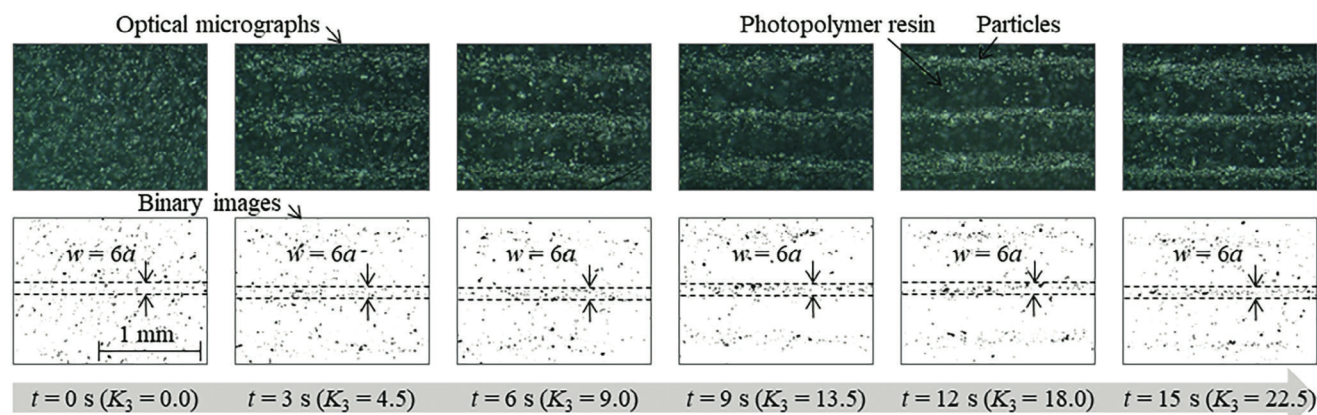 Optical micrographs
Photopolymer resin
Particles
Binary images
w = 6a
w = 6a
w = 6a
w = 6a
w = 6a
w = 6a
1 mm
t = 0 s (K₃ = 0.0)
t = 3 s (K₃ = 4.5)
t = 6 s (K₃ = 9.0)
t = 9 s (K₃ = 13.5)
t = 12 s (K₃ = 18.0)
t = 15 s (K₃ = 22.5)